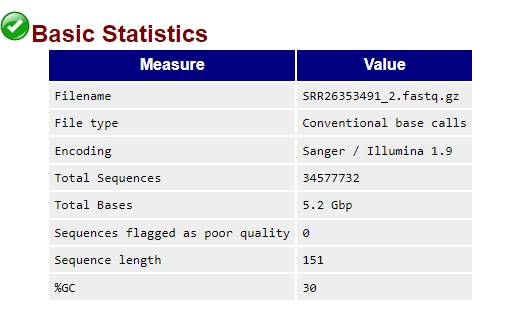 Basic Statistics
Measure Value
Filename SRR26353491_2.fastq.gz
File type Conventional base calls
Encoding Sanger / Illumina 1.9
Total Sequences 34577732
Total Bases 5.2 Gbp
Sequences flagged as poor quality 0
Sequence length 151
%GC 30